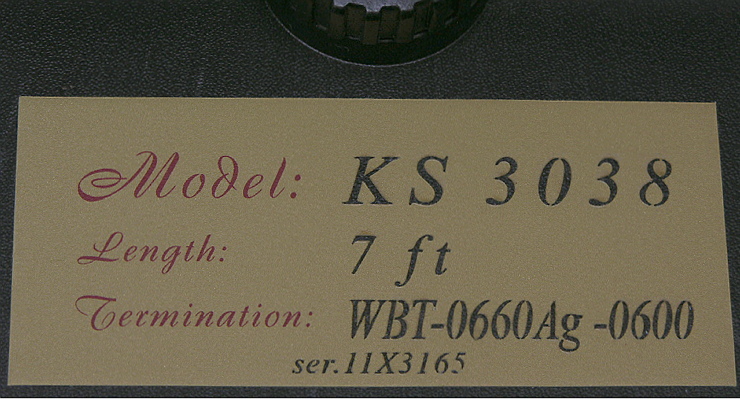 Model: KS 3038
Length: 7 ft
Termination: WBT-0660Ag -0600
ser.11X3165